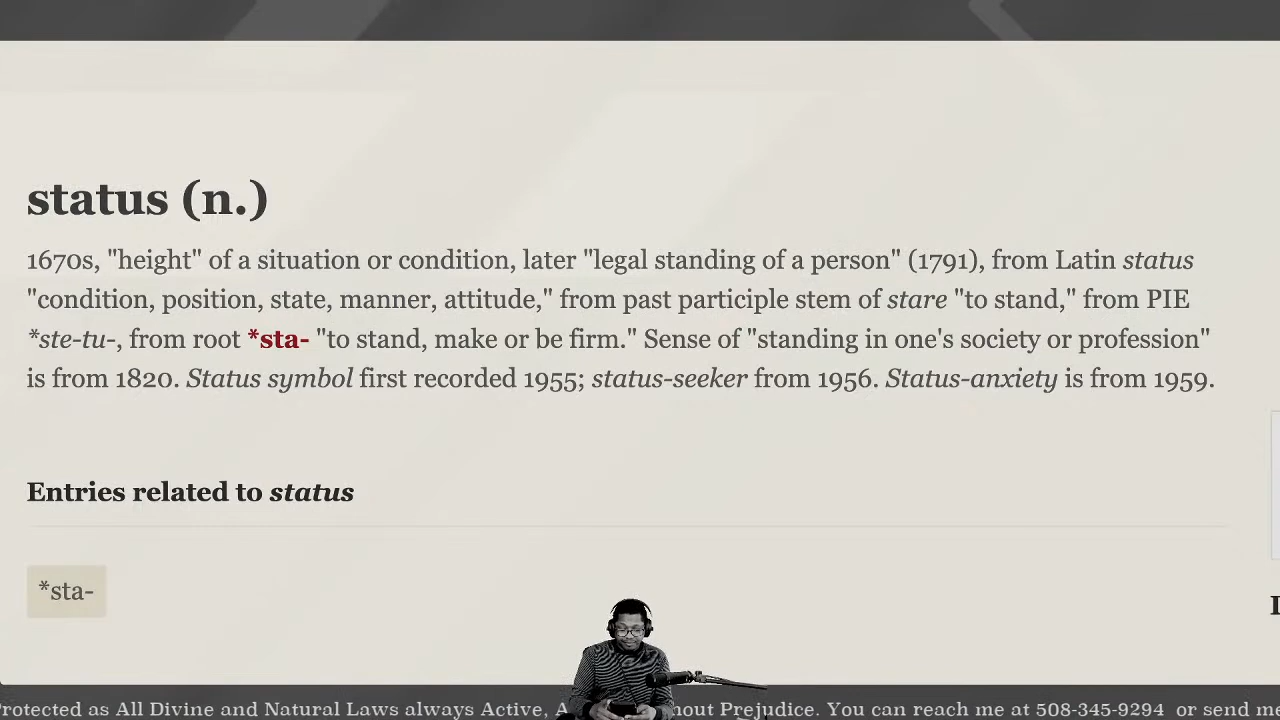 status (n.)
1670s, "height" of a situation or condition, later "legal standing of a person" (1791), from Latin status
"condition, position, state, manner, attitude," from past participle stem of stare "to stand," from PIE
*ste-tu-, from root *sta- "to stand, make or be firm." Sense of "standing in one's society or profession"
is from 1820. Status symbol first recorded 1955; status-seeker from 1956. Status-anxiety is from 1959.
Entries related to status
*sta-
Protected as All Divine and Natural Laws always Active, Prejudice. You can reach me at 508-345-9294 or send